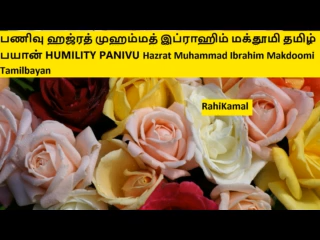 பணிவு ஹஜ்ரத் முஹம்மத் இப்ராஹிம் மக்தூமி தமிழ்
பயான் HUMILITY PANIVU Hazrat Muhammad Ibrahim Makdoomi
Tamilbayan
RahiKamal